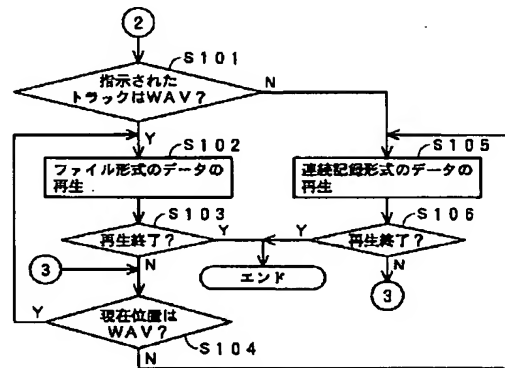 2
S101
指示された
トラックはWAV?
N
Y
S102
ファイル形式のデータの
再生
S105
連続記録形式のデータの
再生
S103
再生終了?
Y
N
S106
再生終了?
Y
N
エンド
3
3
現在位置は
WAV?
Y
N
S104